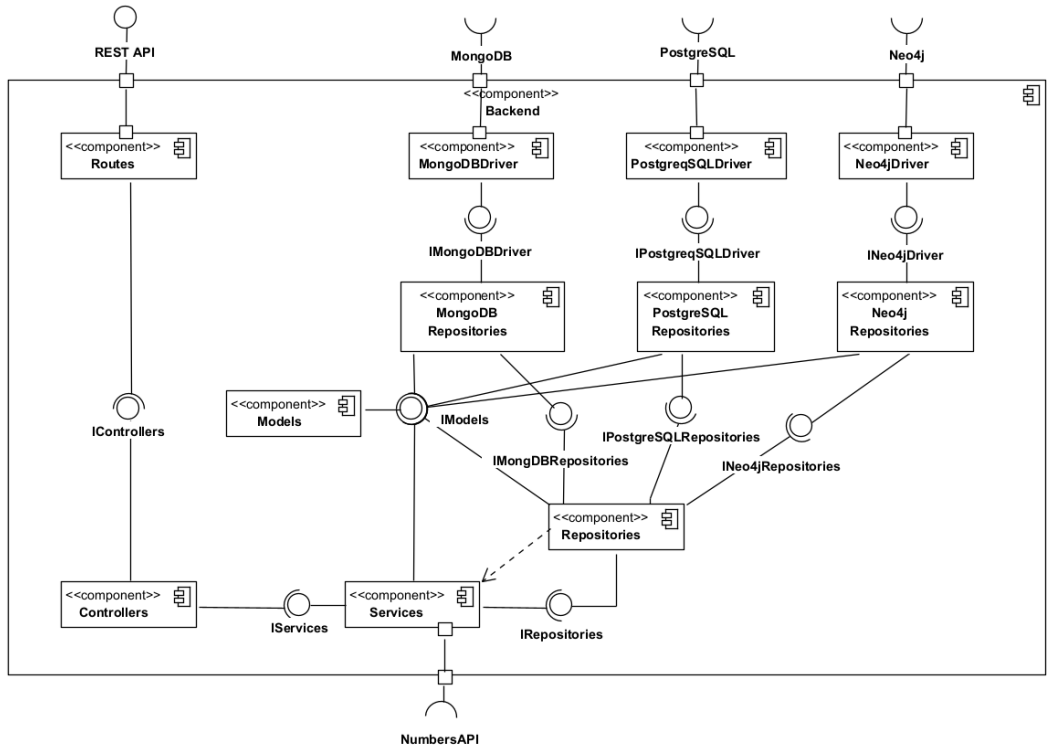 REST API
MongoDB
PostgreSQL
Neo4j
<<component>>
Backend
<<component>>
Routes
<<component>>
MongoDBDriver
<<component>>
PostgreqSQLDriver
<<component>>
Neo4jDriver
IMongoDBDriver
IPostgreqSQLDriver
INeo4jDriver
<<component>>
MongoDB
Repositories
<<component>>
PostgreSQL
Repositories
<<component>>
Neo4j
Repositories
<<component>>
Models
IModels
IControllers
IMongDBRepositories
IPostgreSQLRepositories
INeo4jRepositories
<<component>>
Repositories
<<component>>
Controllers
IServices
<<component>>
Services
IRepositories
NumbersAPI